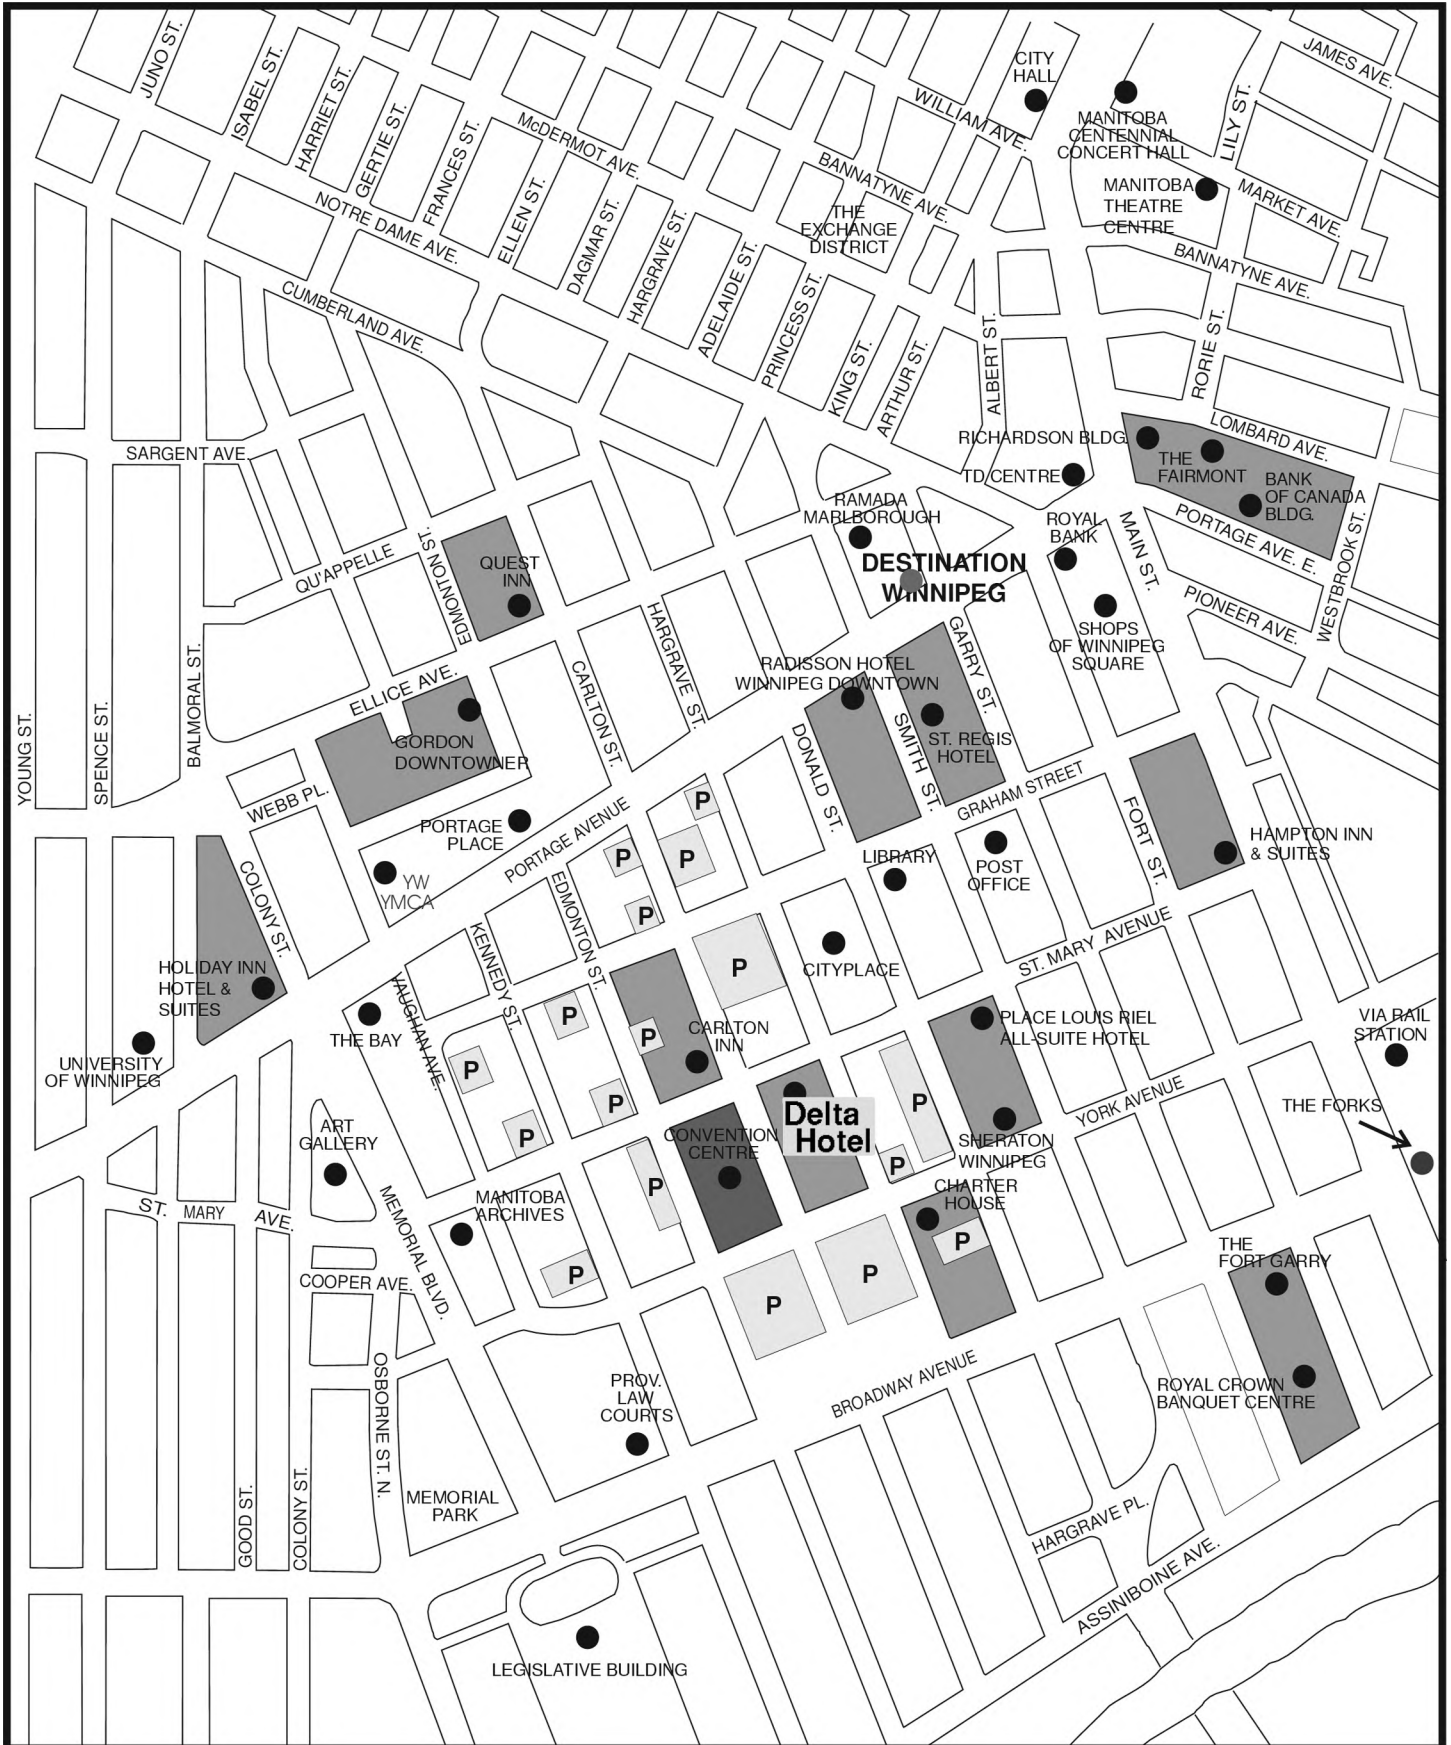 JUNO ST.
ISABEL ST.
HARRIET ST.
GERTIE ST.
FRANCES ST.
McDERMOT AVE.
ELLEN ST.
DAGMAR ST.
HARGRAVE ST.
ADELAIDE ST.
PRINCESS ST.
KING ST.
ARTHUR ST.
ALBERT ST.
CITY
HALL
WILLIAM AVE.
MANITOBA
CENTENNIAL
CONCERT HALL
LILY ST.
JAMES AVE.
MANITOBA
THEATRE
CENTRE
MARKET AVE.
BANNATYNE AVE.
BANNATYNE AVE.
THE
EXCHANGE
DISTRICT
NOTRE DAME AVE.
CUMBERLAND AVE.
RORIE ST.
LOMBARD AVE.
RICHARDSON BLDG.
THE
FAIRMONT
BANK
OF CANADA
BLDG.
TD CENTRE
SARGENT AVE.
RAMADA
MARLBOROUGH
ROYAL
BANK
MAIN ST.
PORTAGE AVE. E.
WESTBROOK ST.
PIONEER AVE.
DESTINATION
WINNIPEG
QU'APPELLE
EDMONTON ST.
QUEST
INN
SHOPS
OF WINNIPEG
SQUARE
HARGRAVE ST.
GARRY ST.
RADISSON HOTEL
WINNIPEG DOWNTOWN
ELLICE AVE.
CARLTON ST.
YOUNG ST.
SPENCE ST.
BALMORAL ST.
GORDON
DOWNTOWNER
DONALD ST.
SMITH ST.
ST. REGIS
HOTEL
GRAHAM STREET
WEBB PL.
PORTAGE
PLACE
PORTAGE AVENUE
P
P
P
P
FORT ST.
HAMPTON INN
& SUITES
LIBRARY
POST
OFFICE
YW
YMCA
COLONY ST.
EDMONTON ST.
KENNEDY ST.
ST. MARY AVENUE
P
CITYPLACE
HOLIDAY INN
HOTEL &
SUITES
VAUGHAN AVE.
THE BAY
P
P
CARLTON
INN
PLACE LOUIS RIEL
ALL-SUITE HOTEL
VIA RAIL
STATION
UNIVERSITY
OF WINNIPEG
P
P
P
YORK AVENUE
THE FORKS
Delta
Hotel
ART
GALLERY
P
CONVENTION
CENTRE
P
SHERATON
WINNIPEG
CHARTER
HOUSE
P
MEMORIAL BLVD.
MANITOBA
ARCHIVES
ST. MARY AVE.
P
P
P
P
THE
FORT GARRY
COOPER AVE.
OSBORNE ST. N.
PROV.
LAW
COURTS
BROADWAY AVENUE
ROYAL CROWN
BANQUET CENTRE
GOOD ST.
COLONY ST.
MEMORIAL
PARK
HARGRAVE PL.
ASSINIBOINE AVE.
LEGISLATIVE BUILDING